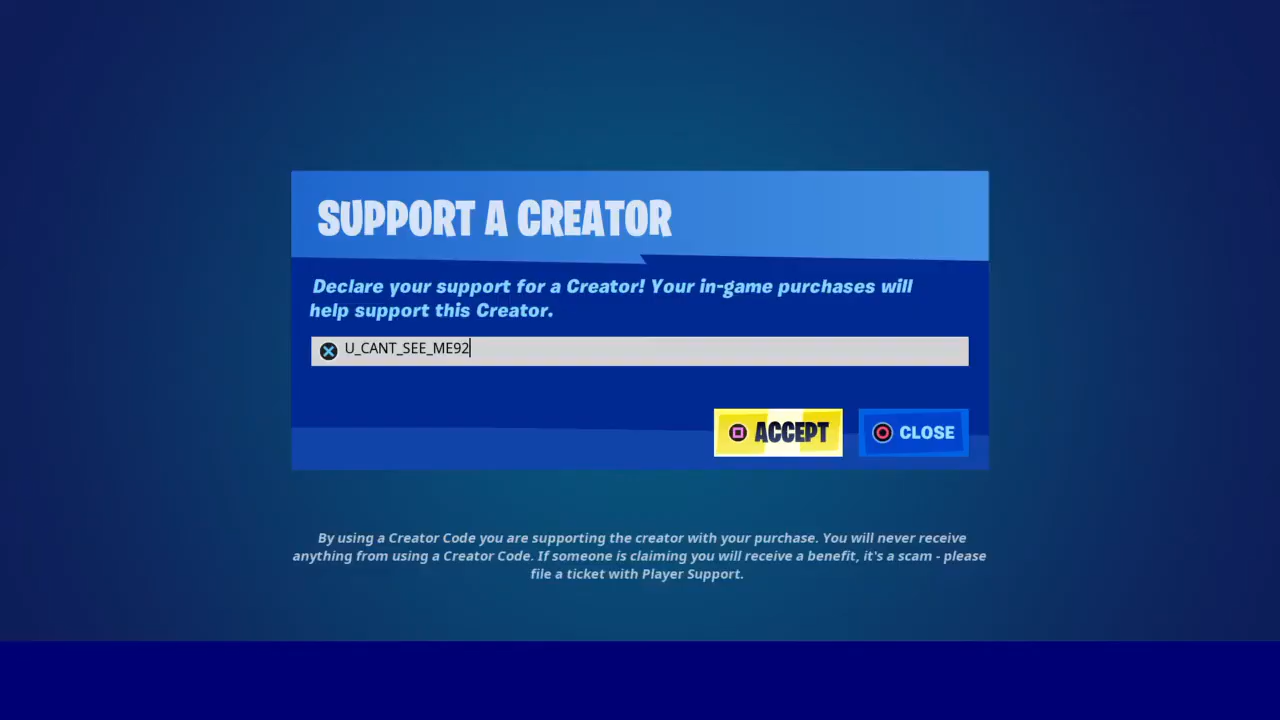 SUPPORT A CREATOR
Declare your support for a Creator! Your in-game purchases will
help support this Creator.
U_CANT_SEE_ME92
ACCEPT
CLOSE
By using a Creator Code you are supporting the creator with your purchase. You will never receive
anything from using a Creator Code. If someone is claiming you will receive a benefit, it's a scam - please
file a ticket with Player Support.